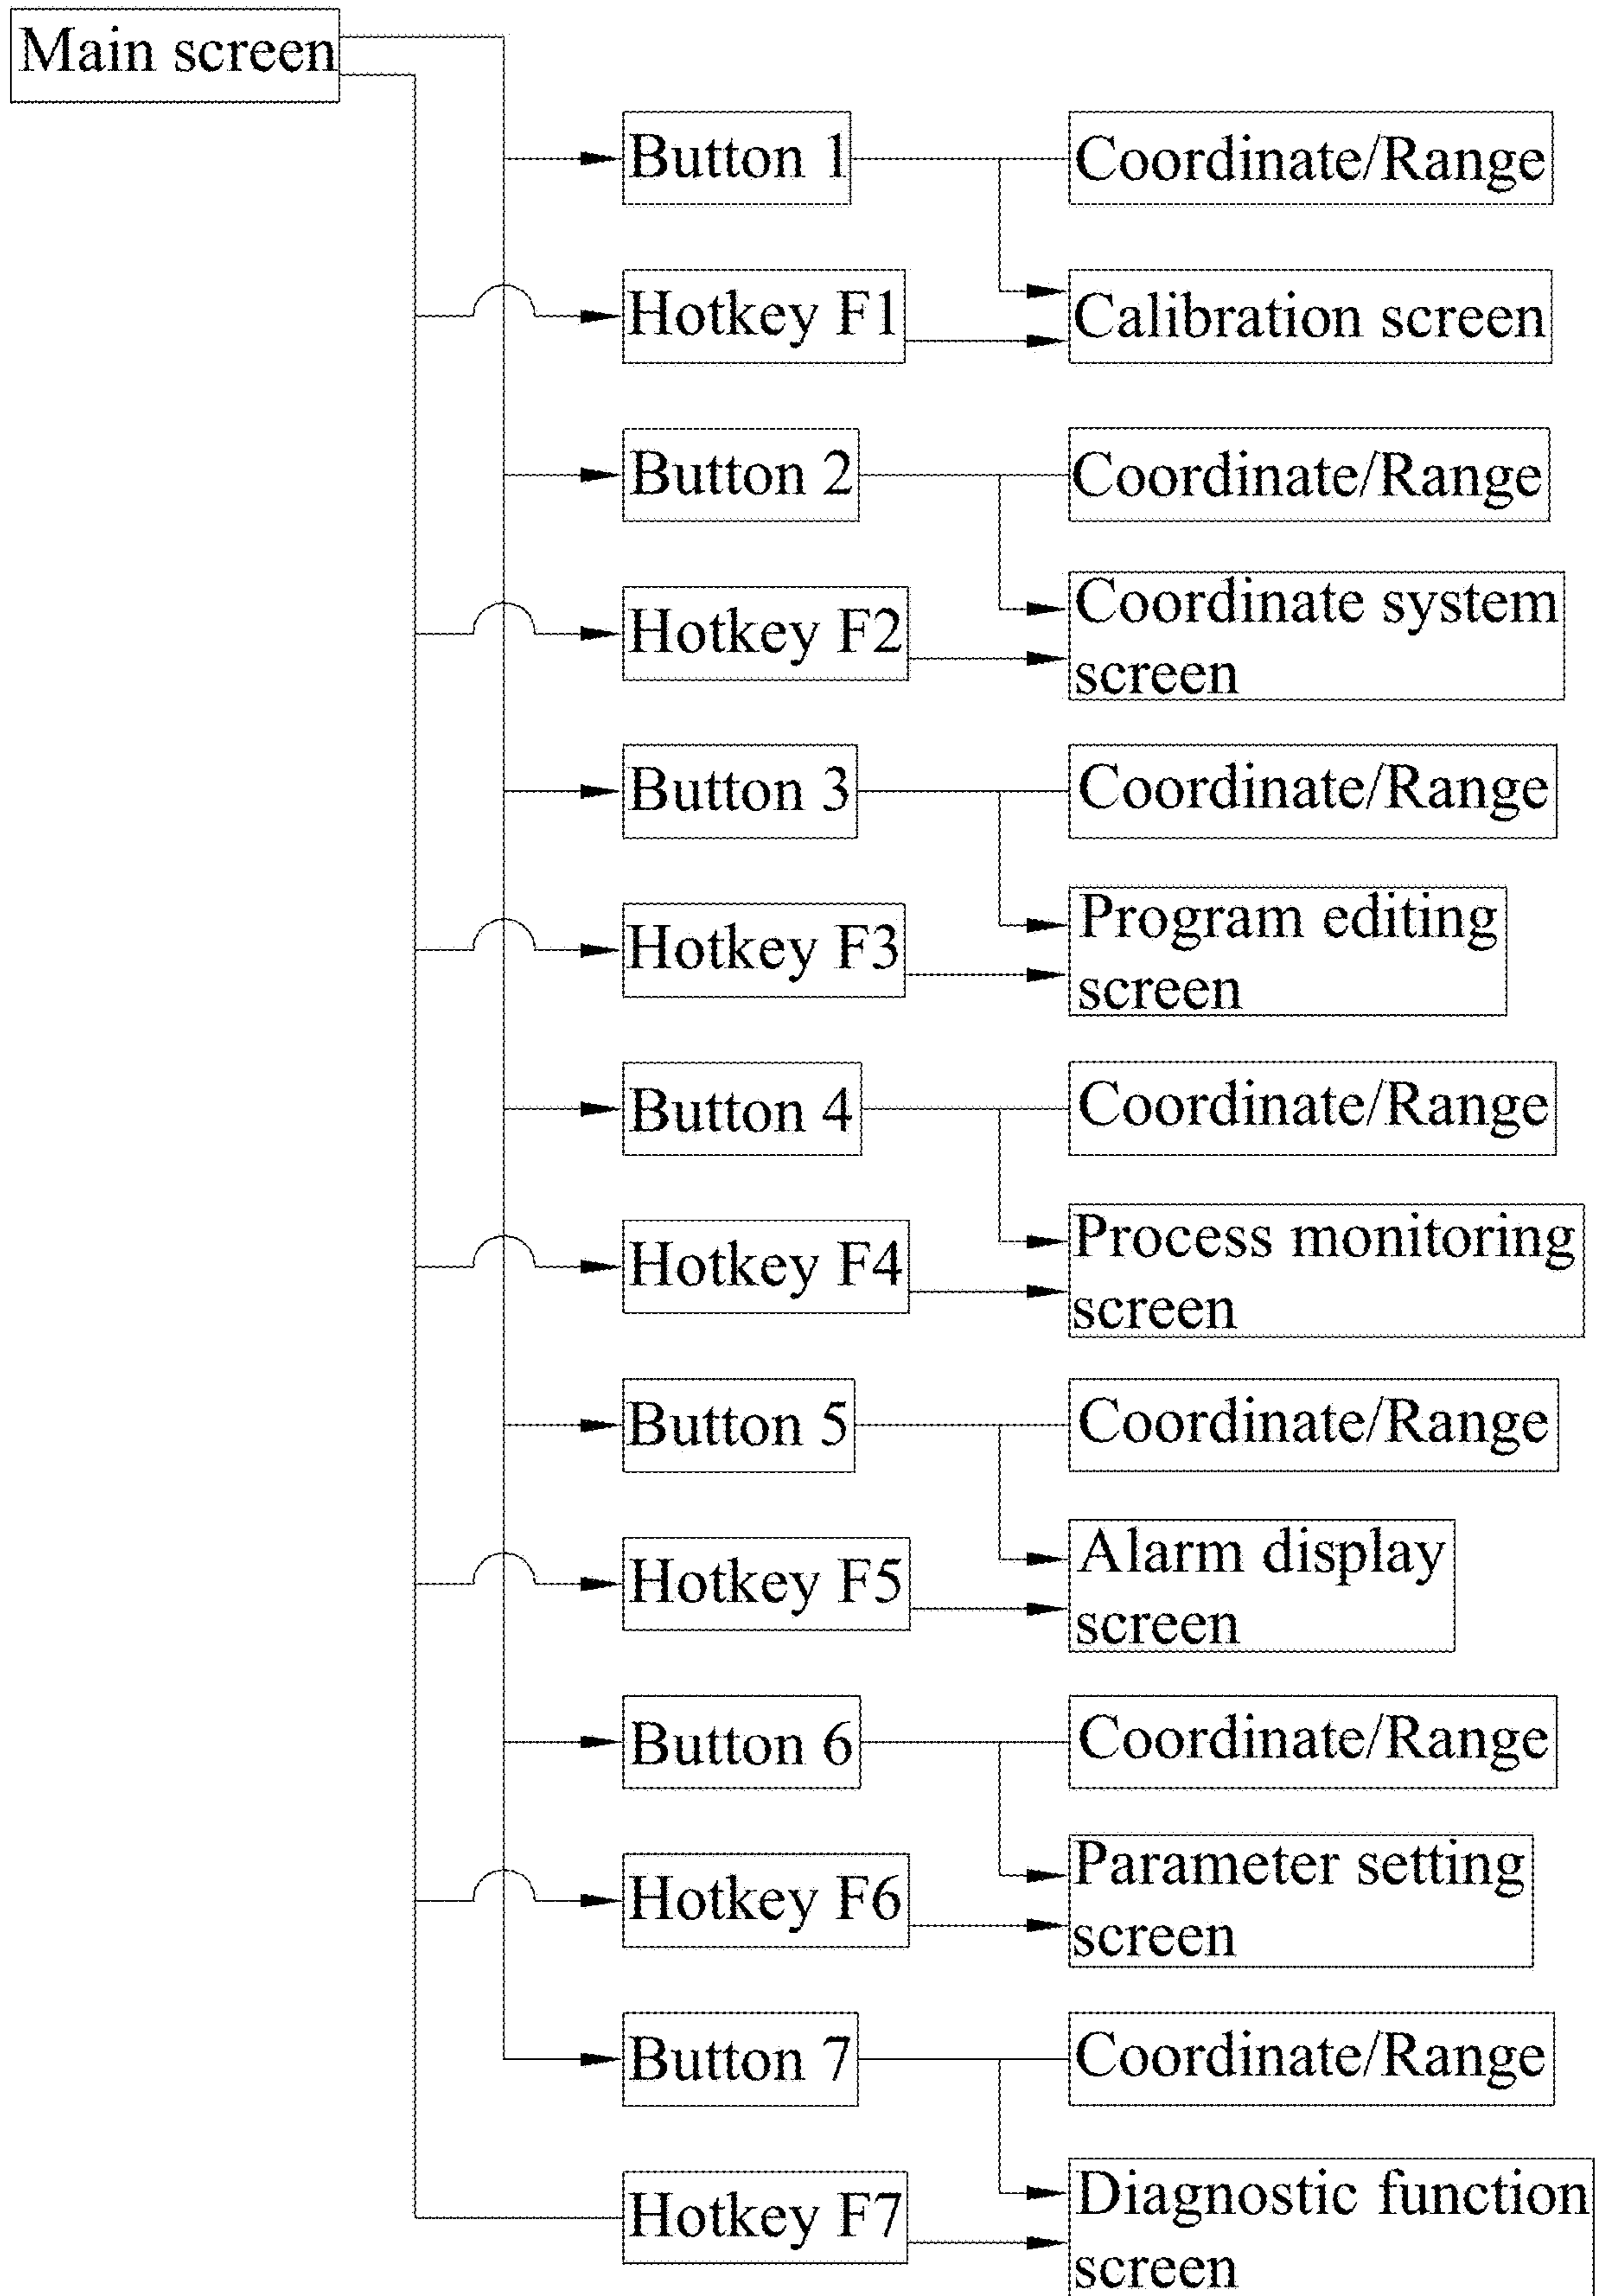 Main screen
Button 1
Coordinate/Range
Hotkey F1
Calibration screen
Button 2
Coordinate/Range
Hotkey F2
Coordinate system
screen
Button 3
Coordinate/Range
Hotkey F3
Program editing
screen
Button 4
Coordinate/Range
Hotkey F4
Process monitoring
screen
Button 5
Coordinate/Range
Hotkey F5
Alarm display
screen
Button 6
Coordinate/Range
Hotkey F6
Parameter setting
screen
Button 7
Coordinate/Range
Hotkey F7
Diagnostic function
screen